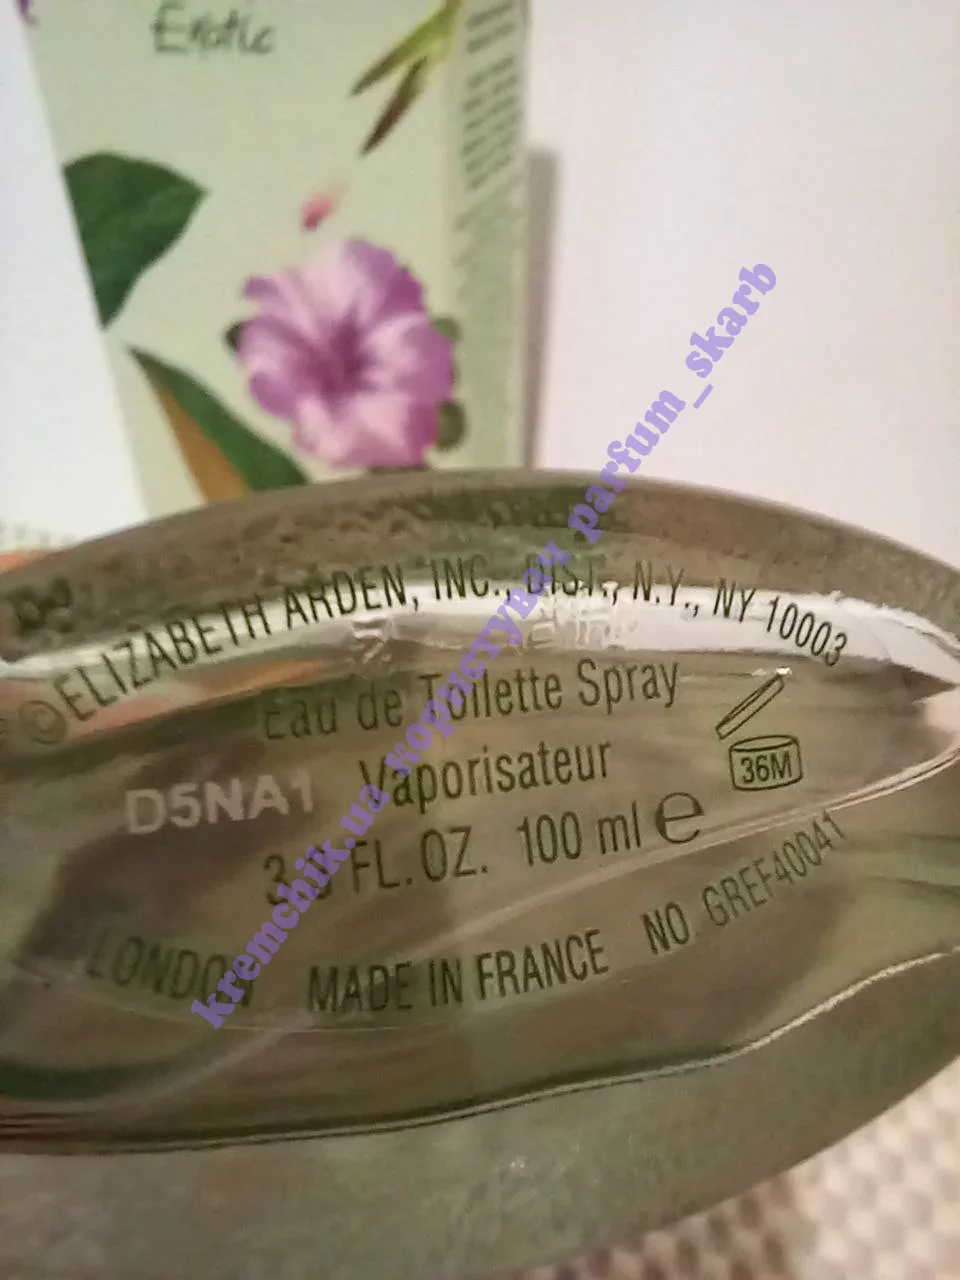 Exotic
©ELIZABETH ARDEN, INC., DIST., N.Y., NY 10003
Eau de Toilette Spray
D5NA1 Vaporisateur
36M
FL. OZ. 100 ml e
LONDON MADE IN FRANCE NO. GREF40041
kremchik.ua користувач parfum_skarb